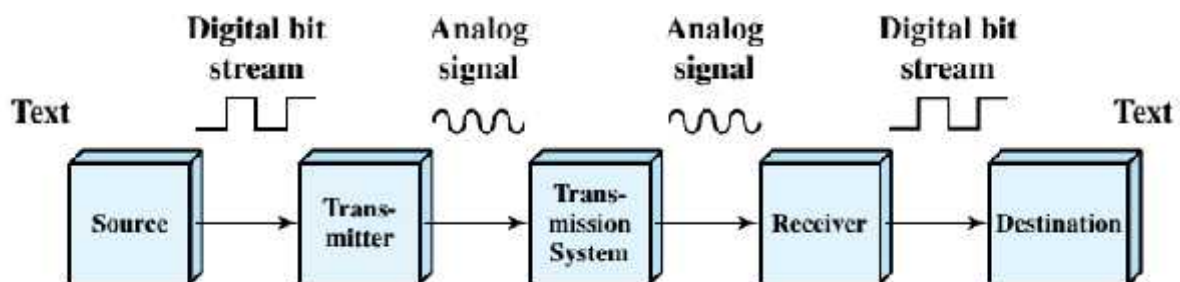 Digital bit
stream
Analog
signal
Analog
signal
Digital bit
stream
Text
Text
Source
Trans-
mitter
Trans-
mission
System
Receiver
Destination